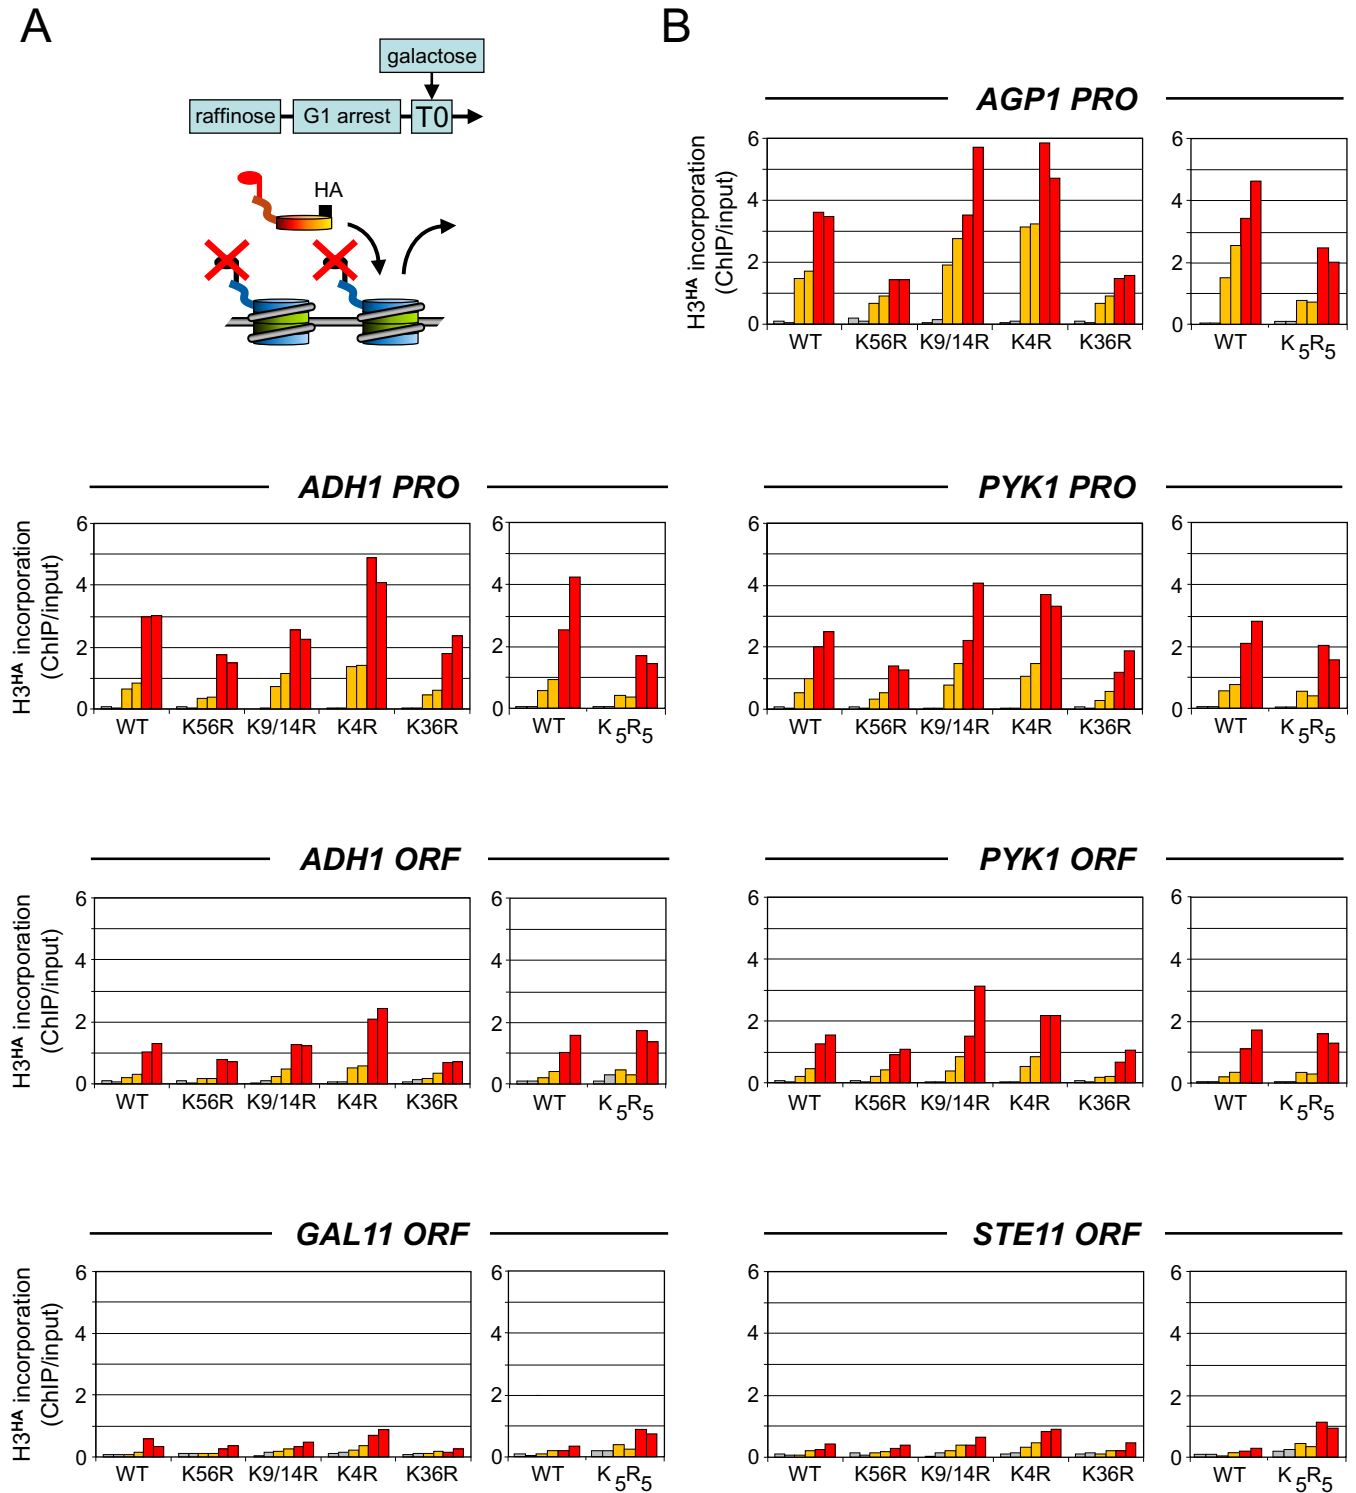 A
galactose
raffinose
G1 arrest
T0
HA
B
AGP1 PRO
H3HA incorporation
(ChIP/input)
6
4
2
0
WT K56R K9/14R K4R K36R
6
4
2
0
WT K5R5
ADH1 PRO
H3HA incorporation
(ChIP/input)
6
4
2
0
WT K56R K9/14R K4R K36R
6
4
2
0
WT K5R5
PYK1 PRO
6
4
2
0
WT K56R K9/14R K4R K36R
6
4
2
0
WT K5R5
ADH1 ORF
H3HA incorporation
(ChIP/input)
6
4
2
0
WT K56R K9/14R K4R K36R
6
4
2
0
WT K5R5
PYK1 ORF
6
4
2
0
WT K56R K9/14R K4R K36R
6
4
2
0
WT K5R5
GAL11 ORF
H3HA incorporation
(ChIP/input)
6
4
2
0
WT K56R K9/14R K4R K36R
6
4
2
0
WT K5R5
STE11 ORF
6
4
2
0
WT K56R K9/14R K4R K36R
6
4
2
0
WT K5R5